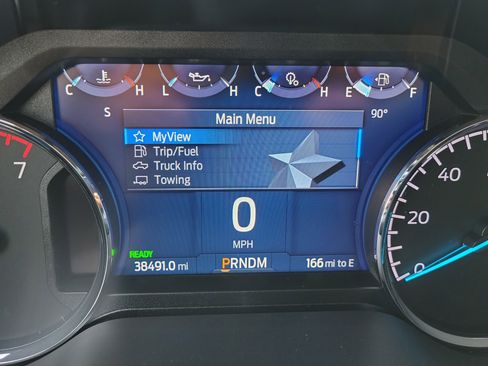 C H L H C H E F
S
Main Menu
90°
MyView
Trip/Fuel
Truck Info
Towing
7
0
MPH
20
40
0
READY
38491.0 mi PRNDM 166 mi to E